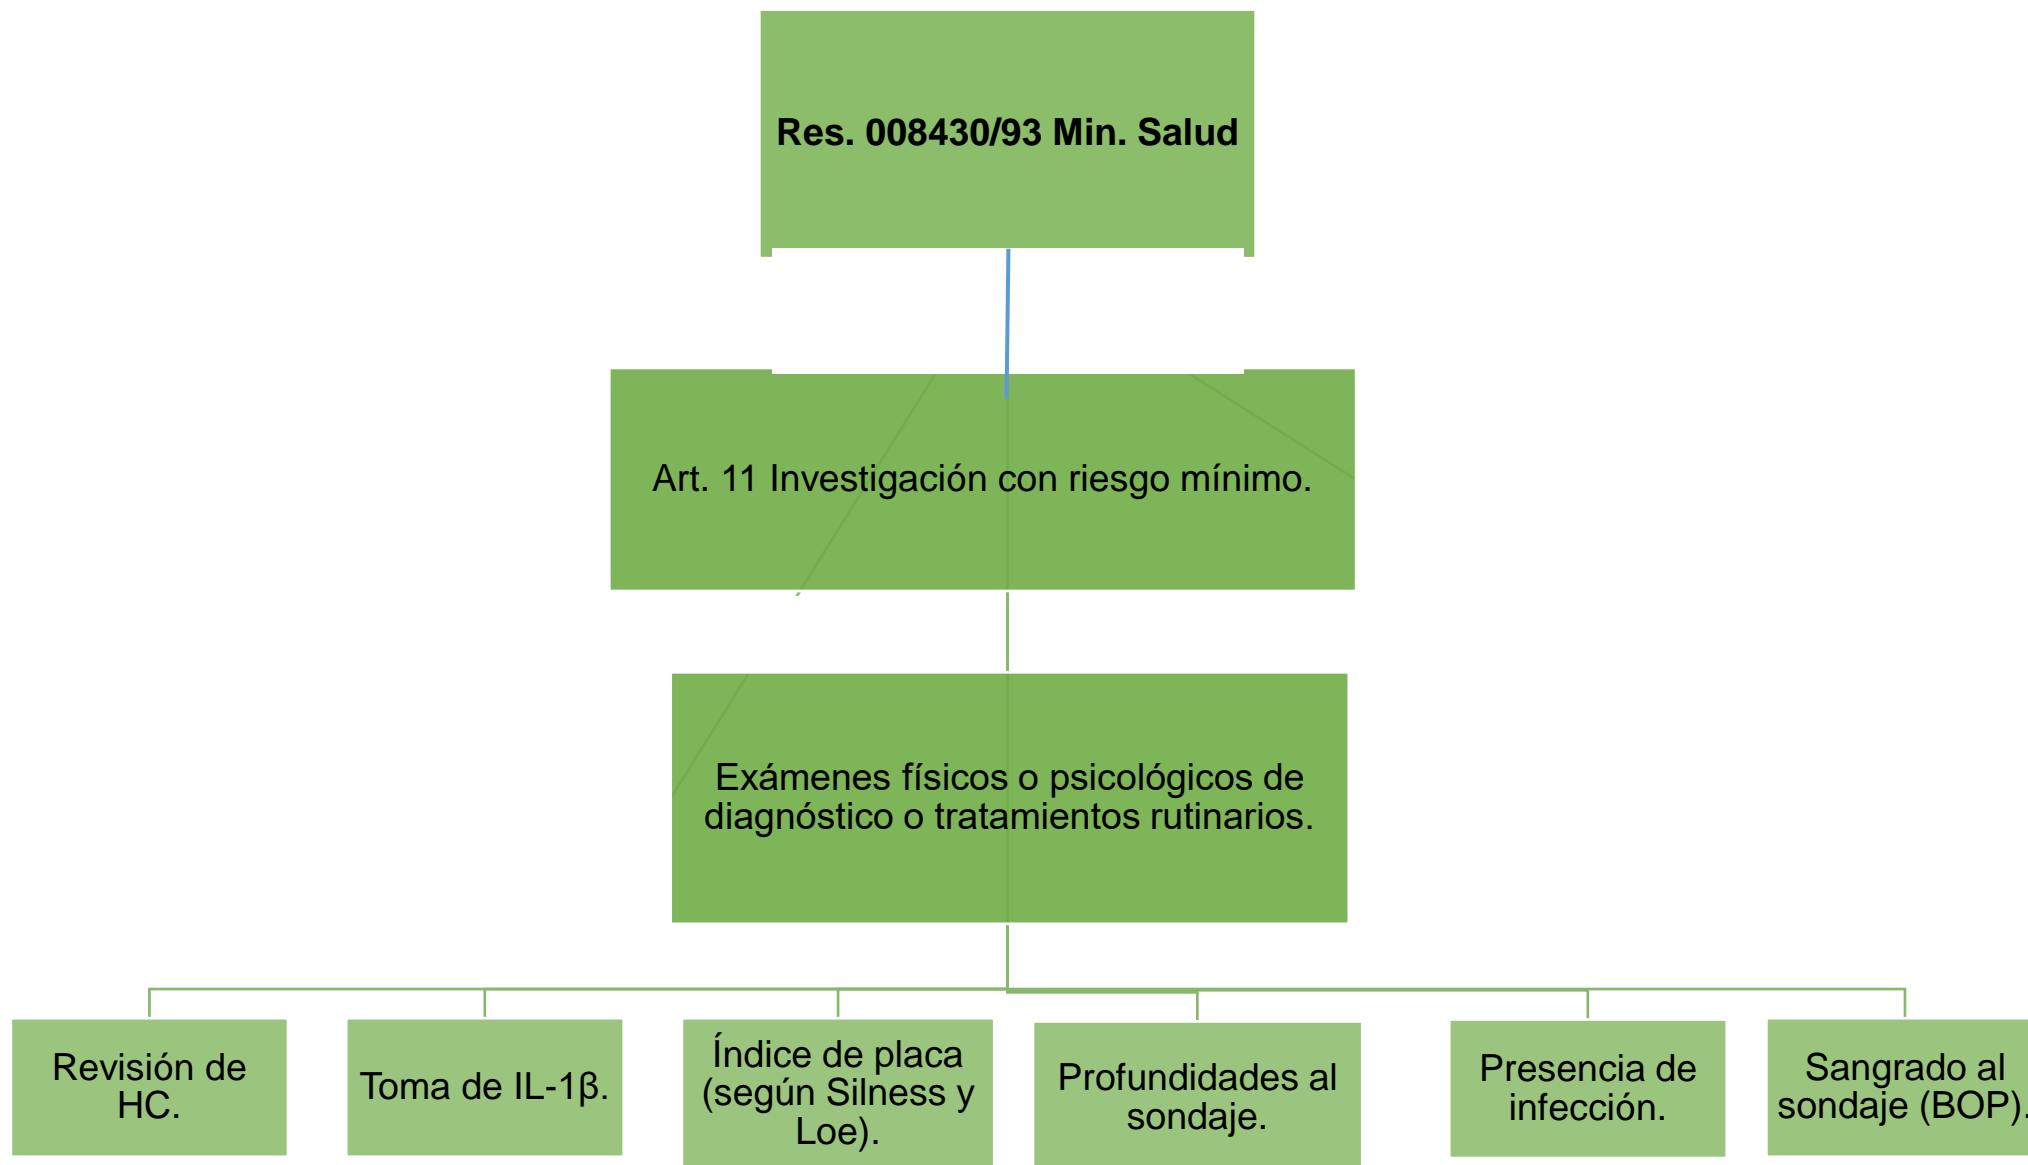 Res. 008430/93 Min. Salud
Art. 11 Investigación con riesgo mínimo.
Exámenes físicos o psicológicos de
diagnóstico o tratamientos rutinarios.
Revisión de
HC.
Toma de IL-1β.
Índice de placa
(según Silness y
Loe).
Profundidades al
sondaje.
Presencia de
infección.
Sangrado al
sondaje (BOP).